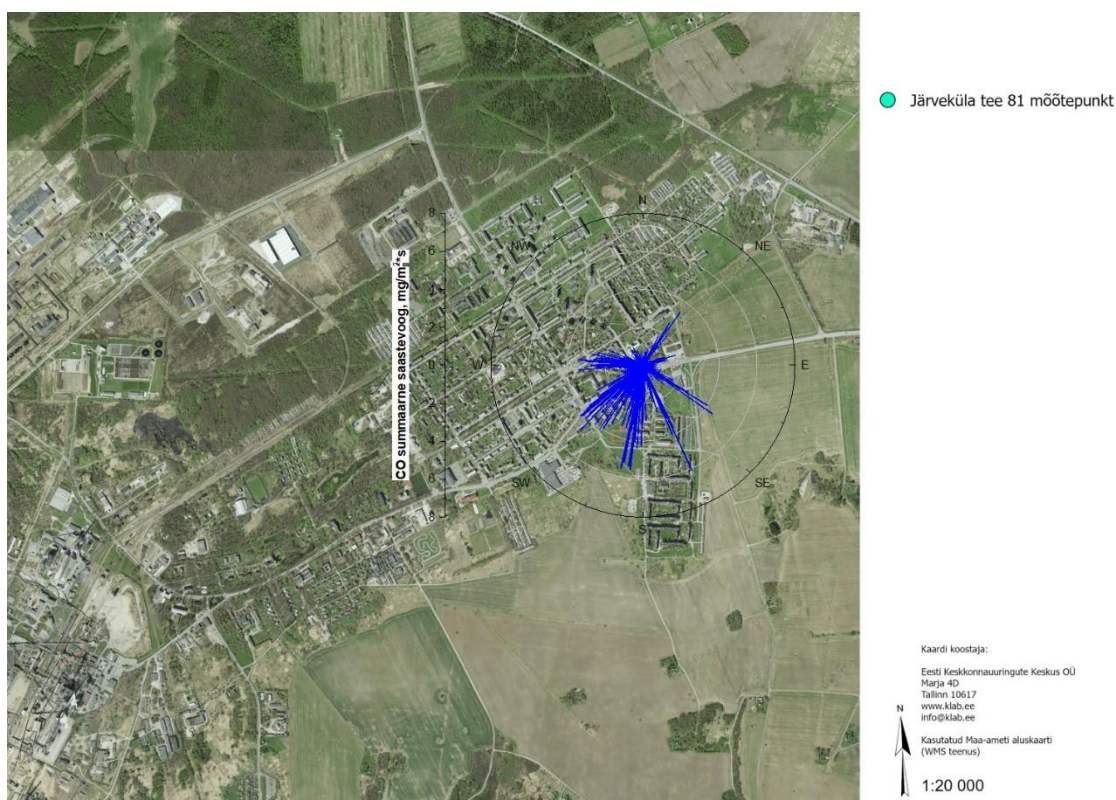 Järveküla tee 81 mõõtepunkt
N
NW
NE
8
6
4
2
0
2
4
6
8
CO summaarne saastevoog, mg/m²*s
W
E
SW
SE
S
Kaardi koostaja:
Eesti Keskkonnauuringute Keskus OÜ
Marja 4D
Tallinn 10617
www.klab.ee
info@klab.ee
Kasutatud Maa-ameti aluskaarti
(WMS teenus)
N
1:20 000